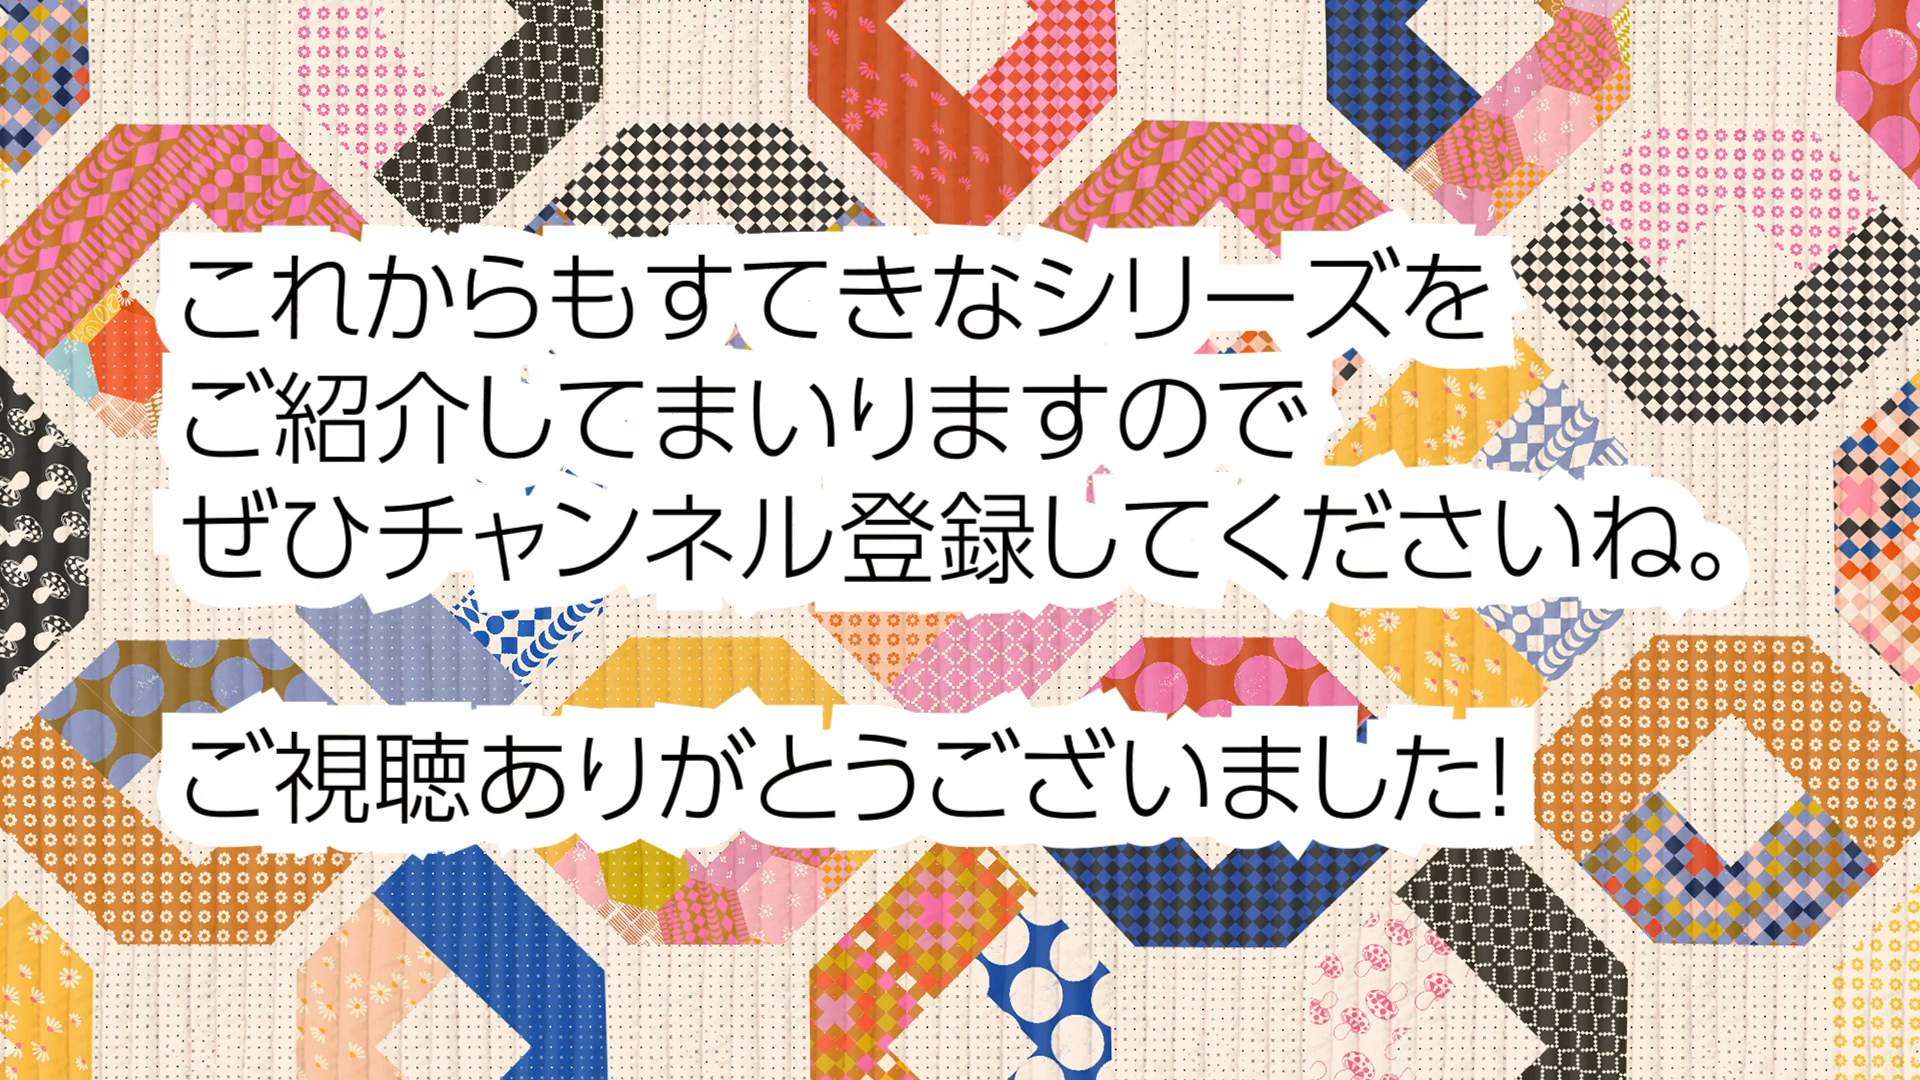 これからもすてきなシリーズを
ご紹介してまいりますので
ぜひチャンネル登録してくださいね。
ご視聴ありがとうございました!